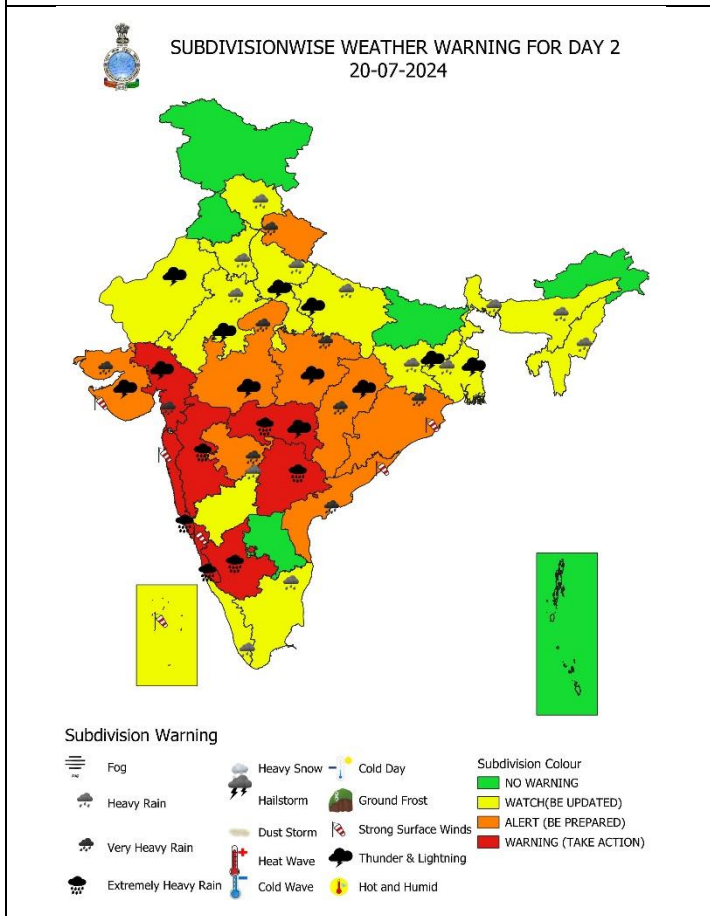 SUBDIVISIONWISE WEATHER WARNING FOR DAY 2
20-07-2024
Subdivision Warning
Fog
Heavy Rain
Very Heavy Rain
Extremely Heavy Rain
Heavy Snow
Hailstorm
Dust Storm
Heat Wave
Cold Wave
Cold Day
Ground Frost
Strong Surface Winds
Thunder & Lightning
Hot and Humid
Subdivision Colour
NO WARNING
WATCH(BE UPDATED)
ALERT (BE PREPARED)
WARNING (TAKE ACTION)